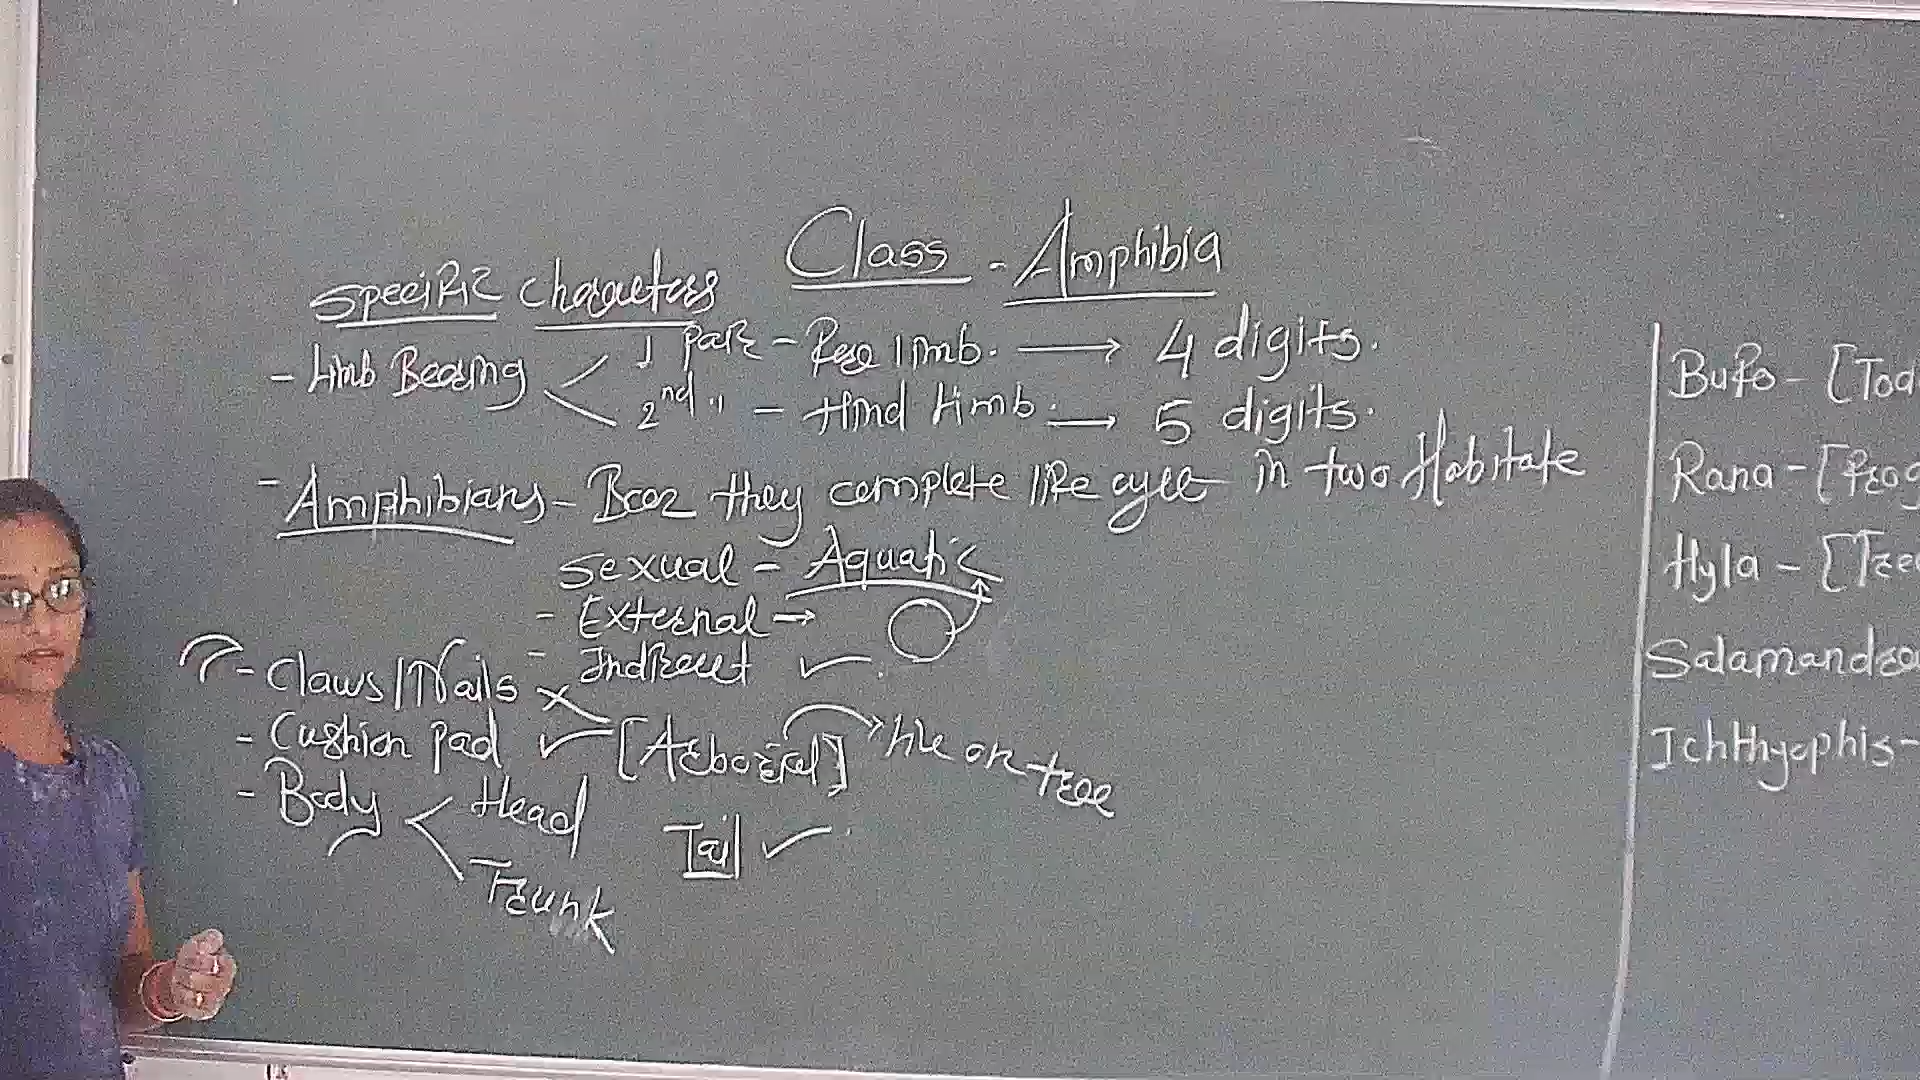 Class - Amphibia
Specific characters
- Limb Bearing
1 pair - Fore limb. → 4 digits.
2nd " - Hind limb. → 5 digits.
- Amphibians - Bcoz they complete life cycle in two Habitate
Sexual - Aquatic
- External →
- Indirect ✓
- Claws/Nails ×
- Cushion pad ✓ [Arboreal] → live on tree
- Body
Head
Trunk
Tail ✓
Bufo - [Toa
Rana - [Frog
Hyla - [Tree
Salamandra
Ichthyophis -